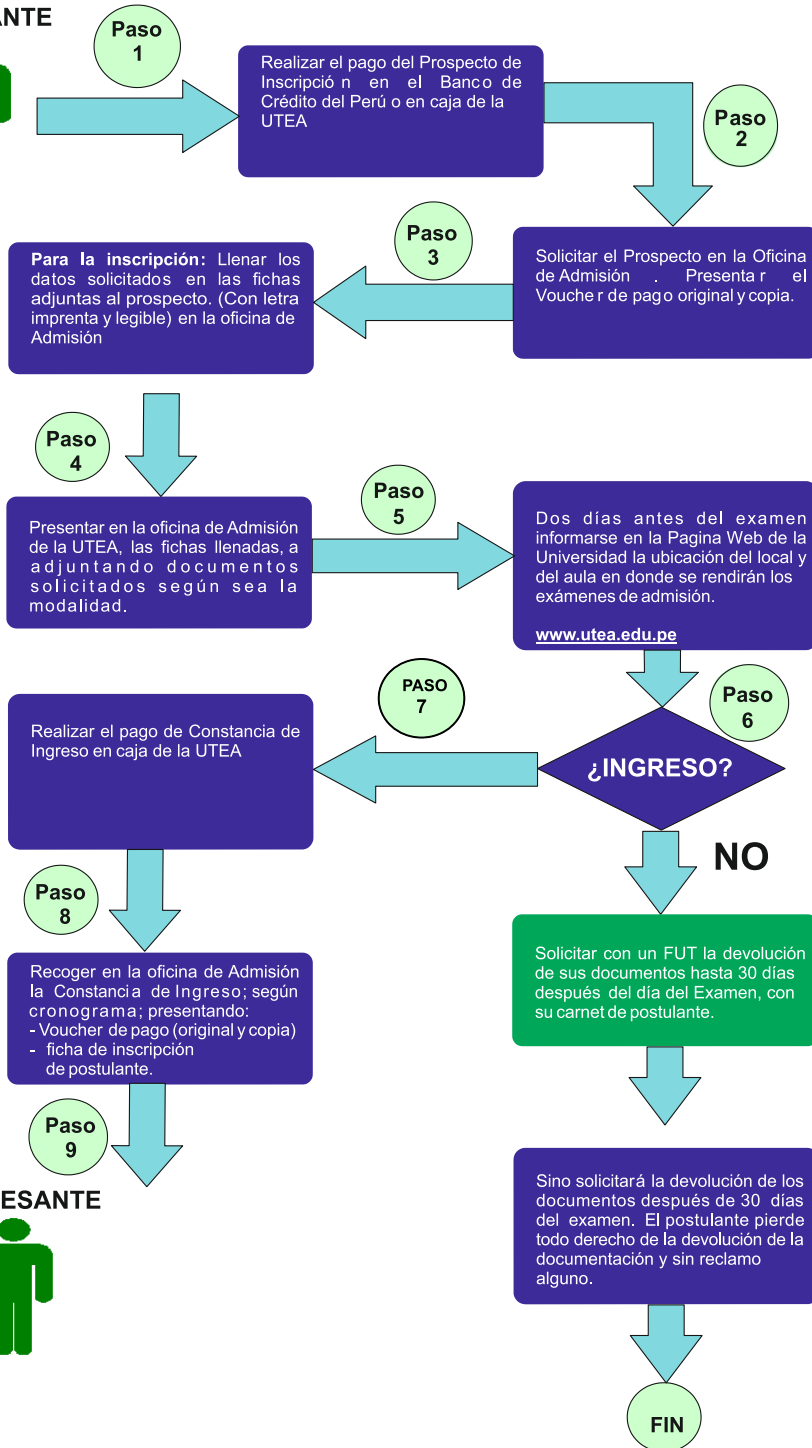 ANTE
Paso
1
Realizar el pago del Prospecto de
Inscripció n en el Banco de
Crédito del Perú o en caja de la
UTEA
Paso
2
Solicitar el Prospecto en la Oficina
de Admisión . Presenta r el
Vouche r de pago original y copia.
Paso
3
Para la inscripción: Llenar los
datos solicitados en las fichas
adjuntas al prospecto. (Con letra
imprenta y legible) en la oficina de
Admisión
Paso
4
Presentar en la oficina de Admisión
de la UTEA, las fichas llenadas, a
adjuntando documentos
solicitados según sea la
modalidad.
Paso
5
Dos días antes del examen
informarse en la Pagina Web de la
Universidad la ubicación del local y
del aula en donde se rendirán los
exámenes de admisión.
www.utea.edu.pe
Paso
6
¿INGRESO?
PASO
7
Realizar el pago de Constancia de
Ingreso en caja de la UTEA
Paso
8
Recoger en la oficina de Admisión
la Constancia de Ingreso; según
cronograma; presentando:
- Voucher de pago (original y copia)
- ficha de inscripción
de postulante.
Paso
9
ESANTE
NO
Solicitar con un FUT la devolución
de sus documentos hasta 30 días
después del día del Examen, con
su carnet de postulante.
Sino solicitará la devolución de los
documentos después de 30 días
del examen. El postulante pierde
todo derecho de la devolución de la
documentación y sin reclamo
alguno.
FIN